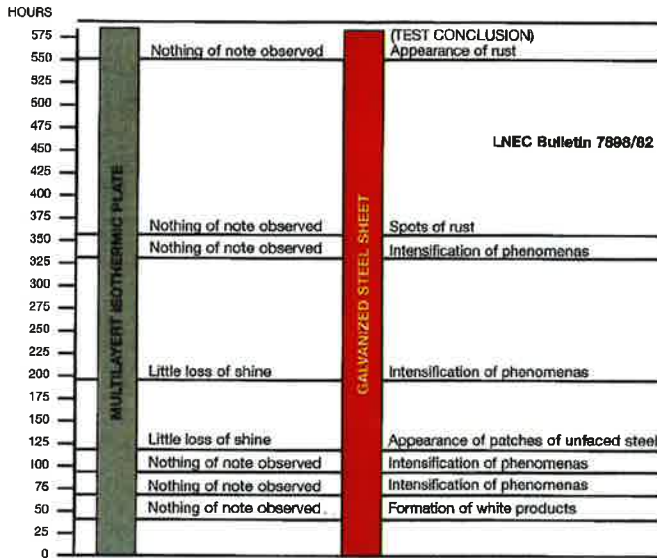 HOURS
575
550
525
500
475
450
425
400
375
350
325
300
275
250
225
200
175
150
125
100
75
50
25
0
MULTILAYERT ISOTHERMIC PLATE
Nothing of note observed
Nothing of note observed
Nothing of note observed
Little loss of shine
Little loss of shine
Nothing of note observed
Nothing of note observed
Nothing of note observed
GALVANIZED STEEL SHEET
(TEST CONCLUSION)
Appearance of rust
LNEC Bulletin 7898/82
Spots of rust
Intensification of phenomenas
Intensification of phenomenas
Appearance of patches of unfaced steel
Intensification of phenomenas
Intensification of phenomenas
Formation of white products